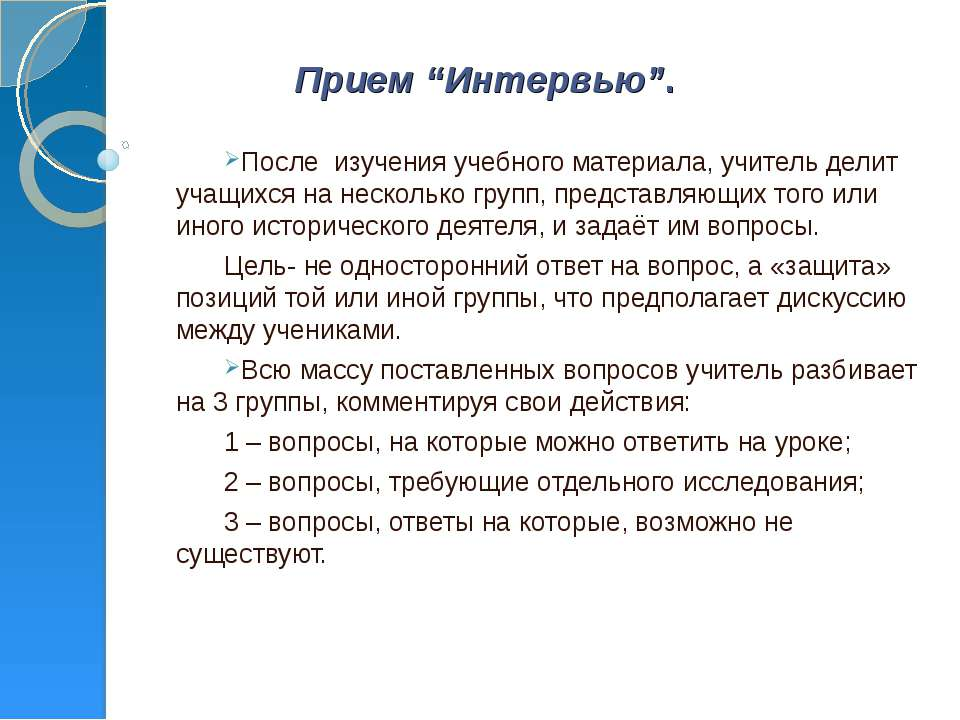 Прием “Интервью”.
После  изучения учебного материала, учитель делит
учащихся на несколько групп, представляющих того или
иного исторического деятеля, и задаёт им вопросы.
Цель- не односторонний ответ на вопрос, а «защита»
позиций той или иной группы, что предполагает дискуссию
между учениками.
Всю массу поставленных вопросов учитель разбивает
на 3 группы, комментируя свои действия:
1 – вопросы, на которые можно ответить на уроке;
2 – вопросы, требующие отдельного исследования;
3 – вопросы, ответы на которые, возможно не
существуют.